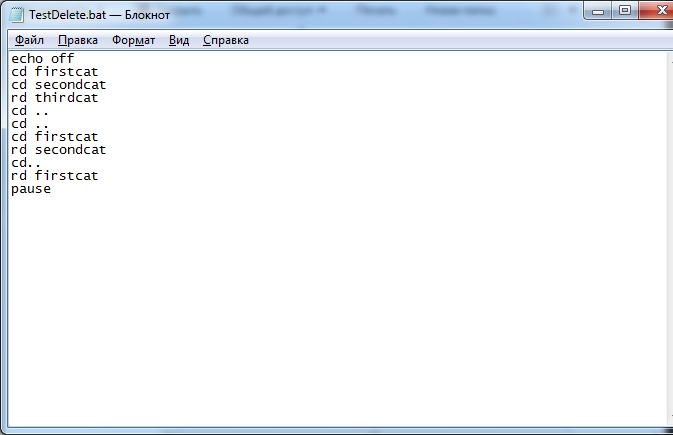 TestDelete.bat — Блокнот
Файл Правка Формат Вид Справка
echo off
cd firstcat
cd secondcat
rd thirdcat
cd ..
cd ..
cd firstcat
rd secondcat
cd..
rd firstcat
pause